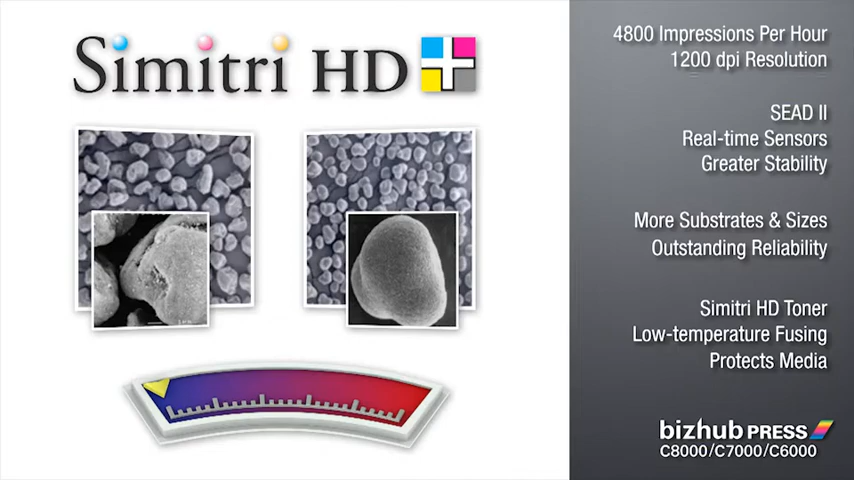 Simitri HD
4800 Impressions Per Hour
1200 dpi Resolution
SEAD II
Real-time Sensors
Greater Stability
More Substrates & Sizes
Outstanding Reliability
Simitri HD Toner
Low-temperature Fusing
Protects Media
bizhub PRESS
C8000/C7000/C6000